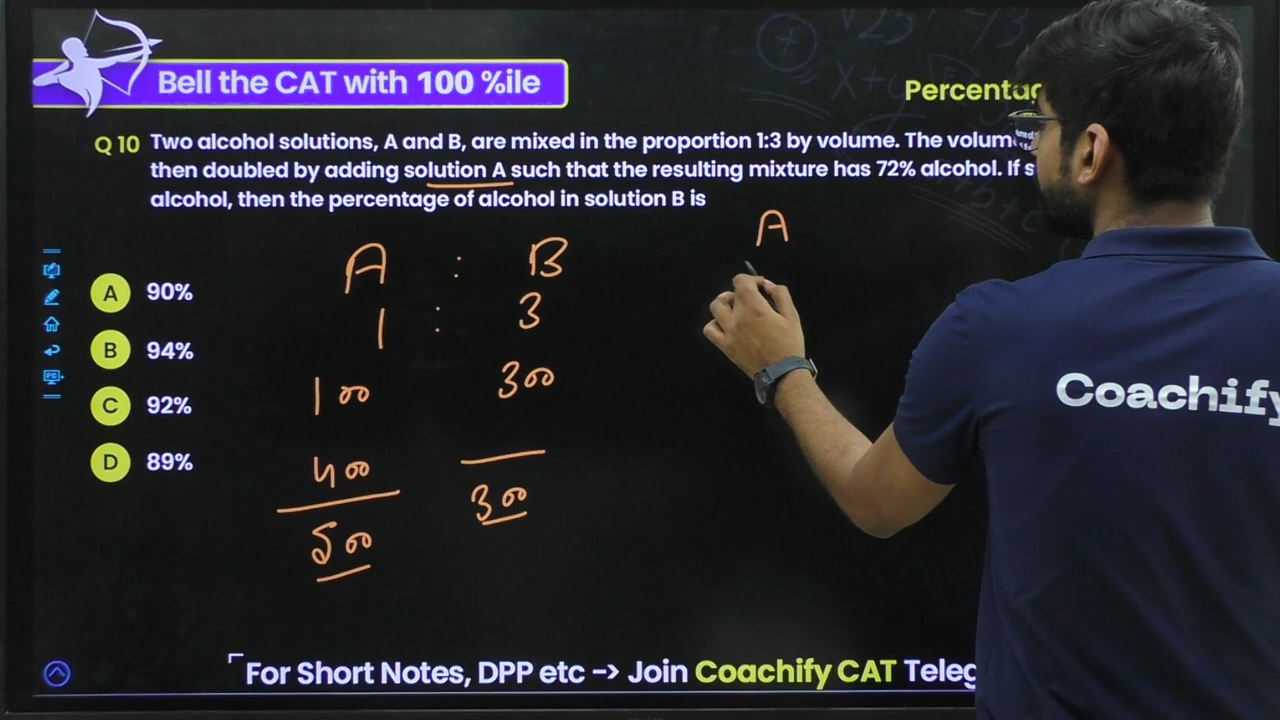 Bell the CAT with 100 %ile
Percentag
Q 10 Two alcohol solutions, A and B, are mixed in the proportion 1:3 by volume. The volum
then doubled by adding solution A such that the resulting mixture has 72% alcohol. If s
alcohol, then the percentage of alcohol in solution B is
A : B
A
1 : 3
A 90%
B 94%
100 300
C 92%
400
D 89%
300
500
Coachify
For Short Notes, DPP etc -> Join Coachify CAT Teleg